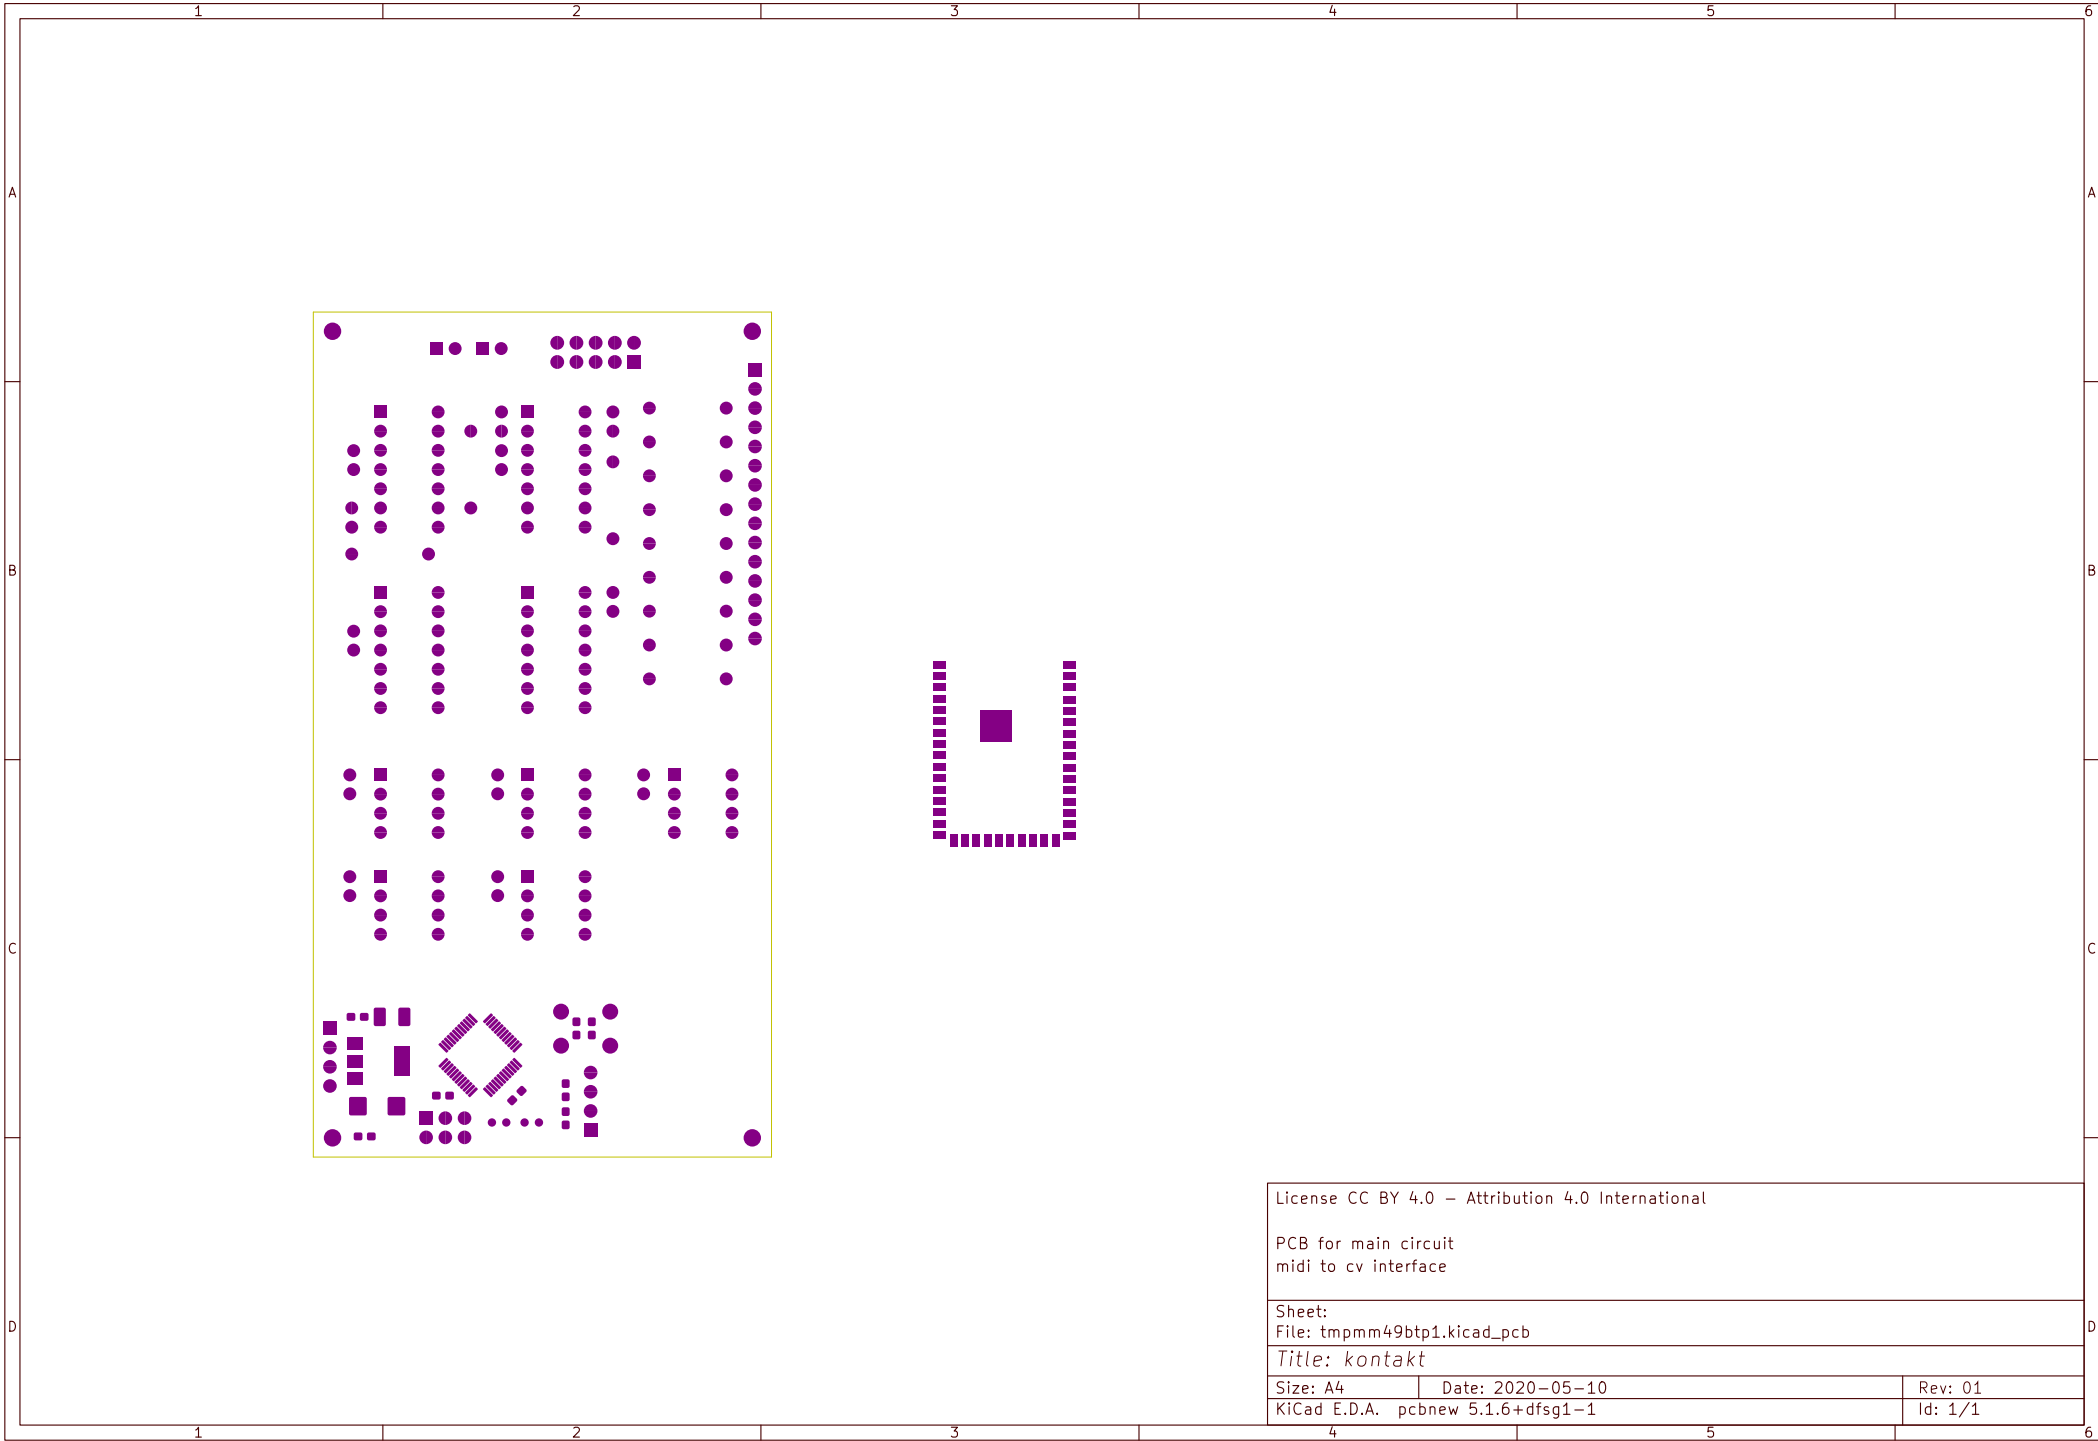 1 2 3 4 5 6
A A
B B
C C
License CC BY 4.0 – Attribution 4.0 International
PCB for main circuit
midi to cv interface
Sheet:
D D
File: tmpmm49btp1.kicad_pcb
Title: kontakt
Size: A4 Date: 2020-05-10 Rev: 01
KiCad E.D.A. pcbnew 5.1.6+dfsg1-1 Id: 1/1
1 2 3 4 5 6